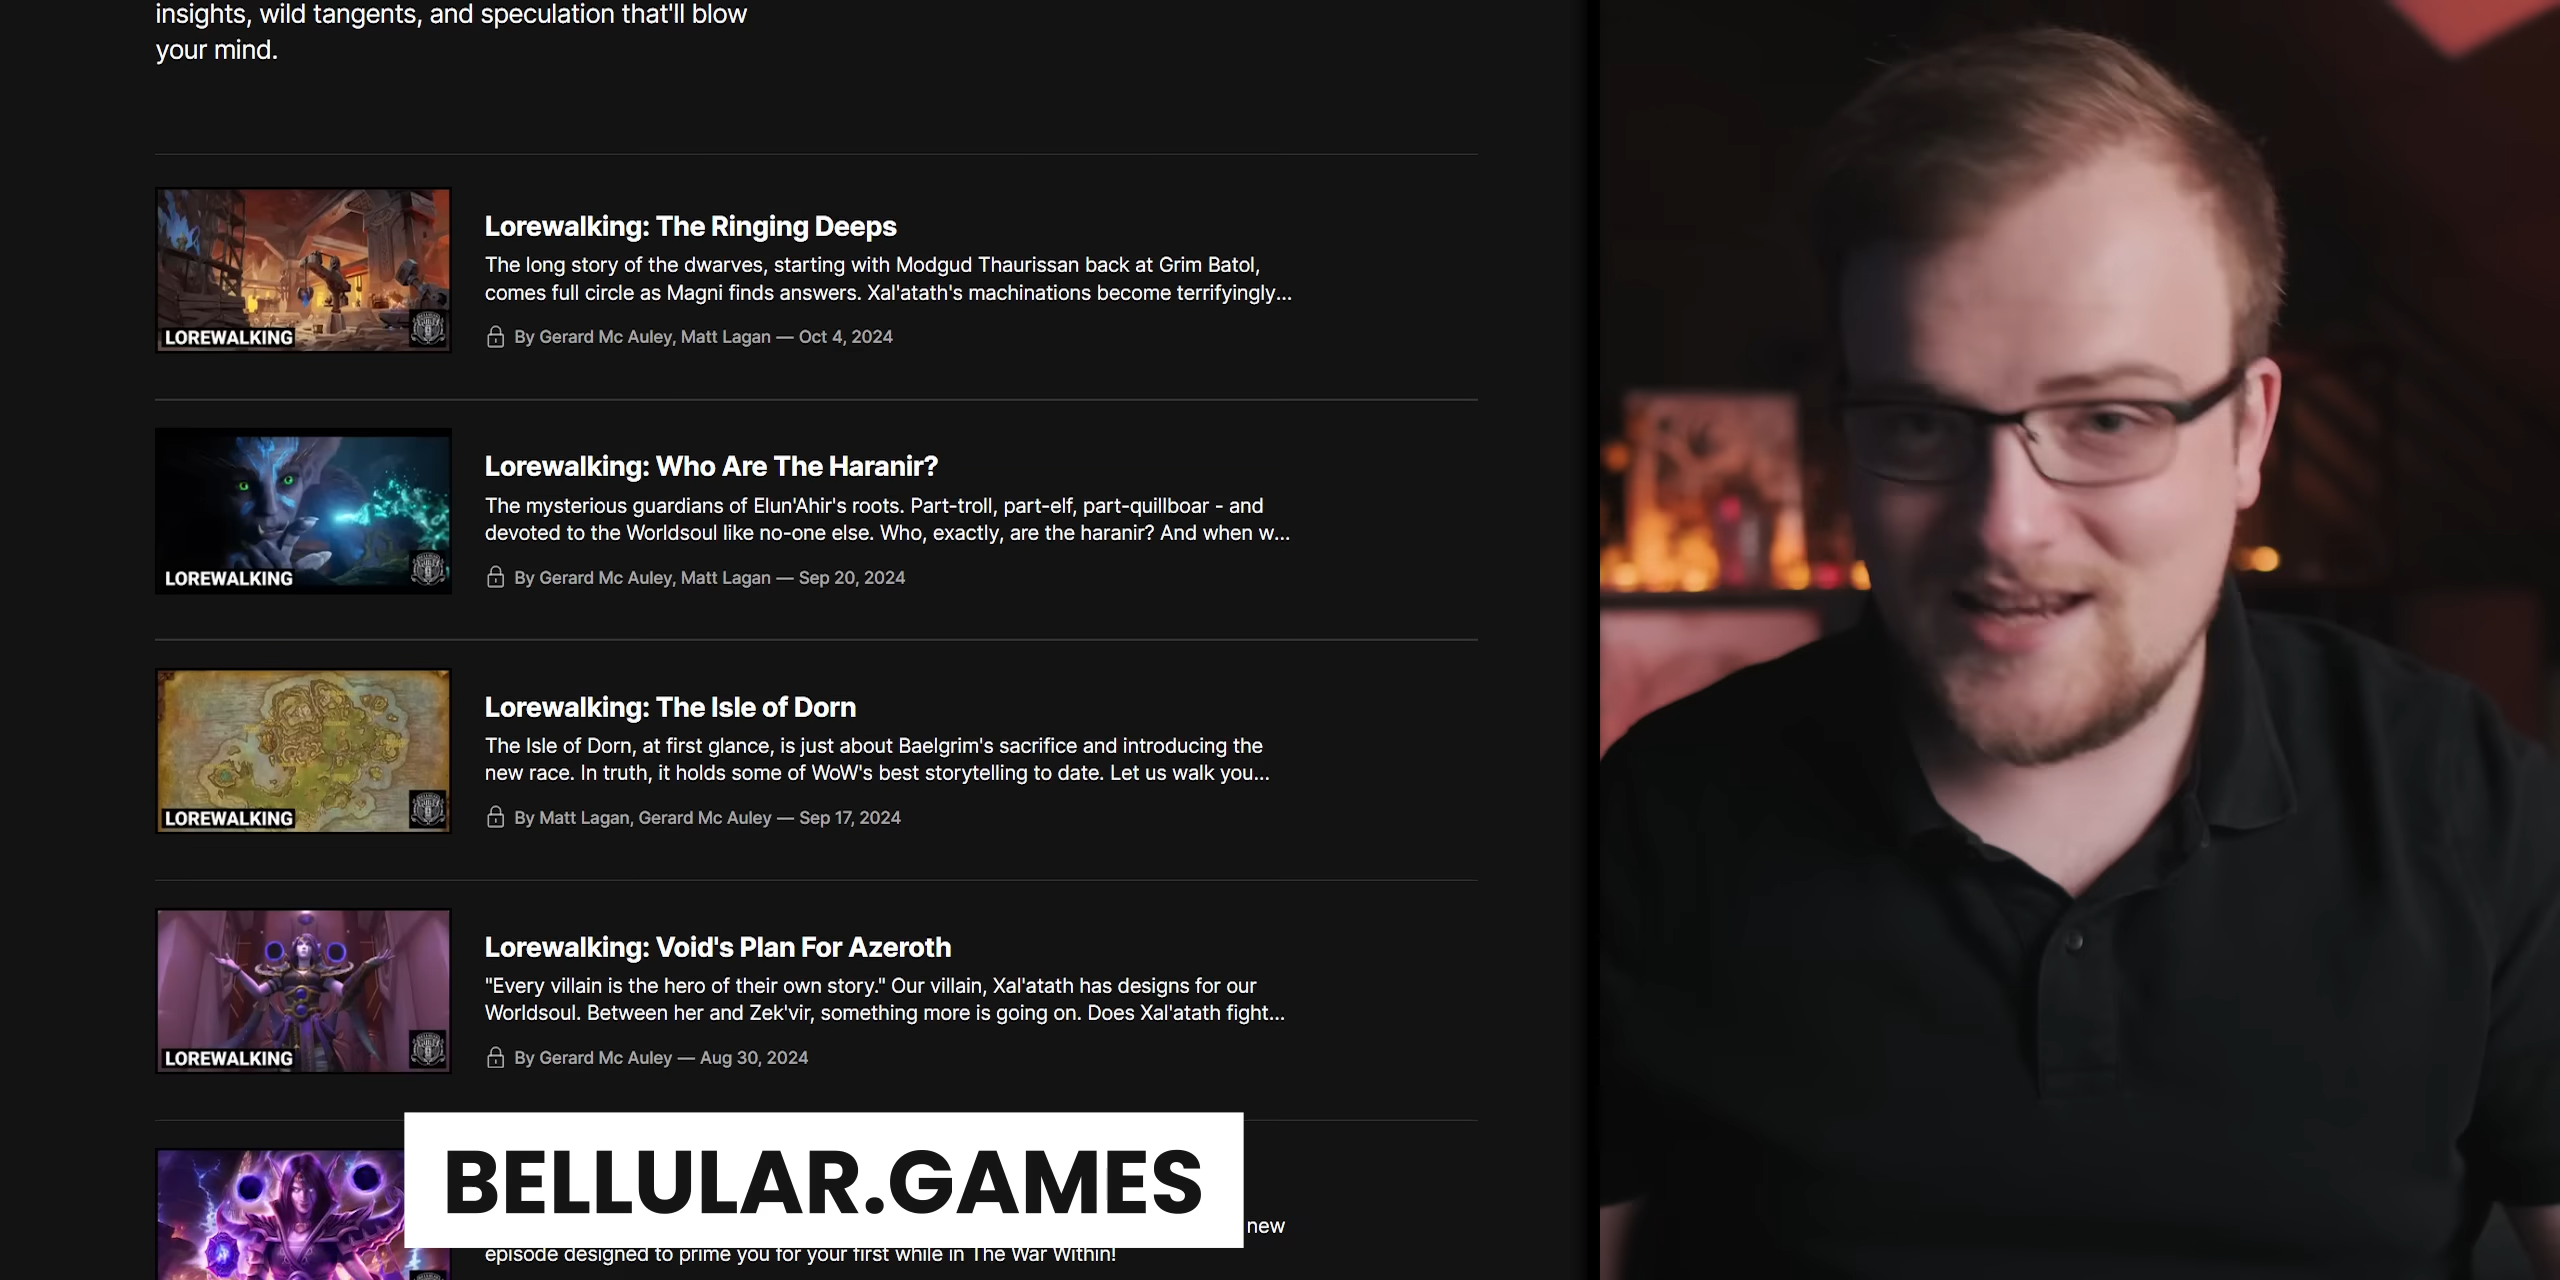 insights, wild tangents, and speculation that'll blow
your mind.
LOREWALKING
Lorewalking: The Ringing Deeps
The long story of the dwarves, starting with Modgud Thaurissan back at Grim Batol,
comes full circle as Magni finds answers. Xal'atath's machinations become terrifyingly...
By Gerard Mc Auley, Matt Lagan — Oct 4, 2024
LOREWALKING
Lorewalking: Who Are The Haranir?
The mysterious guardians of Elun'Ahir's roots. Part-troll, part-elf, part-quillboar - and
devoted to the Worldsoul like no-one else. Who, exactly, are the haranir? And when w...
By Gerard Mc Auley, Matt Lagan — Sep 20, 2024
LOREWALKING
Lorewalking: The Isle of Dorn
The Isle of Dorn, at first glance, is just about Baelgrim's sacrifice and introducing the
new race. In truth, it holds some of WoW's best storytelling to date. Let us walk you...
By Matt Lagan, Gerard Mc Auley — Sep 17, 2024
LOREWALKING
Lorewalking: Void's Plan For Azeroth
"Every villain is the hero of their own story." Our villain, Xal'atath has designs for our
Worldsoul. Between her and Zek'vir, something more is going on. Does Xal'atath fight...
By Gerard Mc Auley — Aug 30, 2024
BELLULAR.GAMES
new
episode designed to prime you for your first while in The War Within!